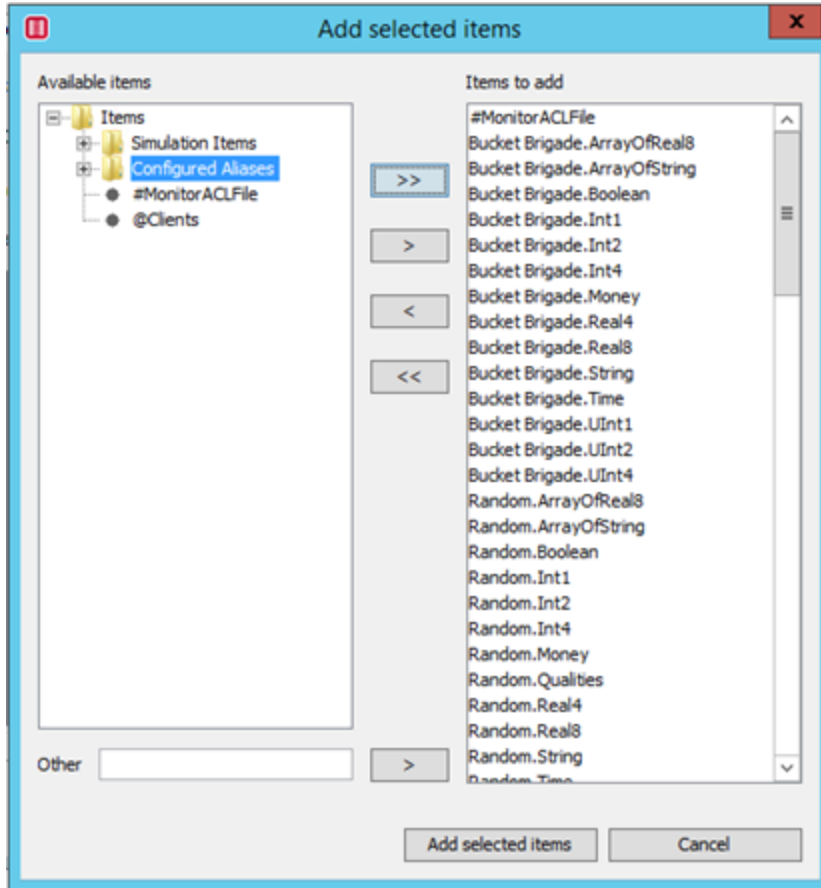 Add selected items
x
Available items
Items
Simulation Items
Configured Aliases
#MonitorACLFile
@Clients
>>
>
<
<<
Items to add
#MonitorACLFile
Bucket Brigade.ArrayOfReal8
Bucket Brigade.ArrayOfString
Bucket Brigade.Boolean
Bucket Brigade.Int1
Bucket Brigade.Int2
Bucket Brigade.Int4
Bucket Brigade.Money
Bucket Brigade.Real4
Bucket Brigade.Real8
Bucket Brigade.String
Bucket Brigade.Time
Bucket Brigade.UInt1
Bucket Brigade.UInt2
Bucket Brigade.UInt4
Random.ArrayOfReal8
Random.ArrayOfString
Random.Boolean
Random.Int1
Random.Int2
Random.Int4
Random.Money
Random.Qualities
Random.Real4
Random.Real8
Random.String
Random.Time
Other
>
Add selected items
Cancel